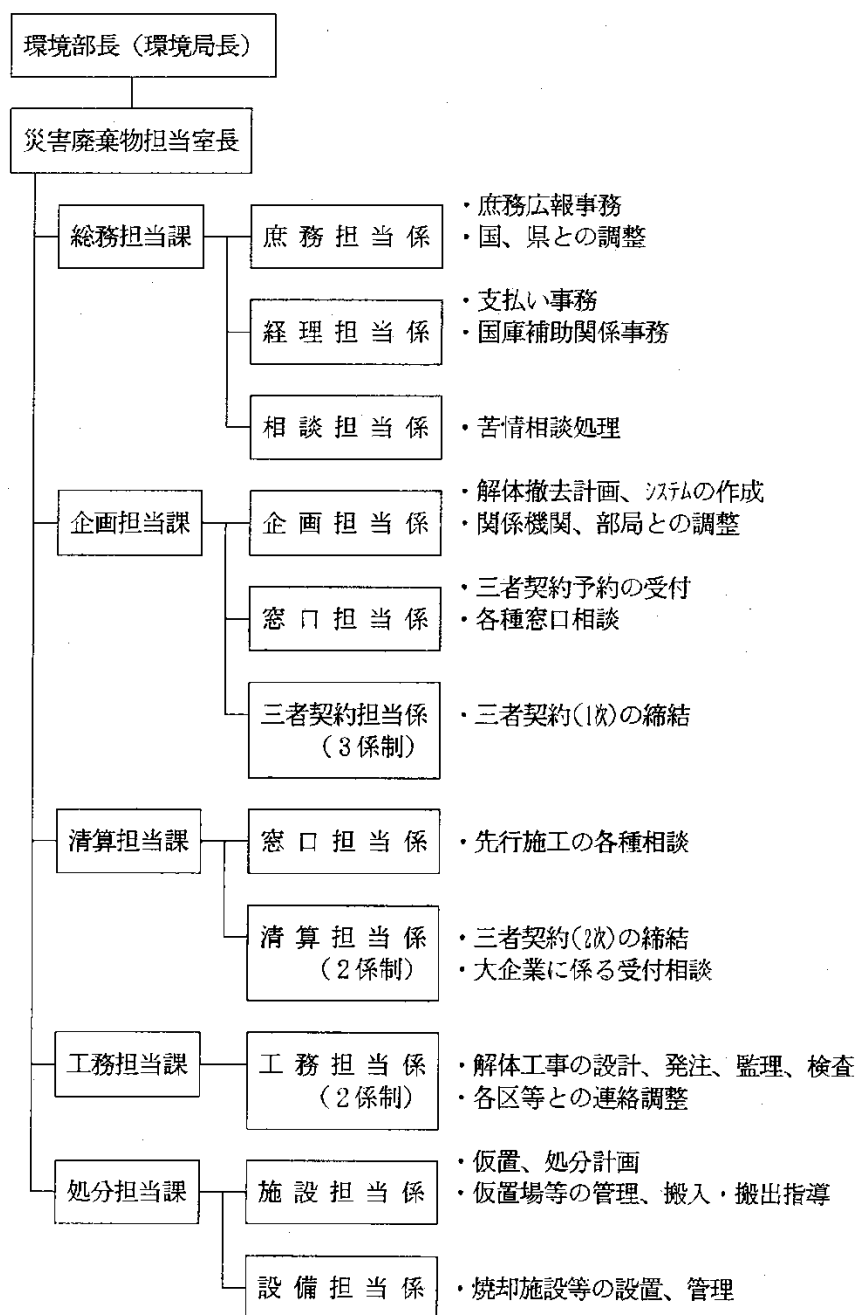 環境部長（環境局長）
災害廃棄物担当室長
総務担当課
庶務担当係
・庶務広報事務
・国、県との調整
経理担当係
・支払い事務
・国庫補助関係事務
相談担当係
・苦情相談処理
企画担当課
企画担当係
・解体撤去計画、ｼｽﾃﾑの作成
・関係機関、部局との調整
窓口担当係
・三者契約予約の受付
・各種窓口相談
三者契約担当係
（３係制）
・三者契約(1次)の締結
清算担当課
窓口担当係
・先行施工の各種相談
清算担当係
（２係制）
・三者契約(2次)の締結
・大企業に係る受付相談
工務担当課
工務担当係
（２係制）
・解体工事の設計、発注、監理、検査
・各区等との連絡調整
処分担当課
施設担当係
・仮置、処分計画
・仮置場等の管理、搬入・搬出指導
設備担当係
・焼却施設等の設置、管理